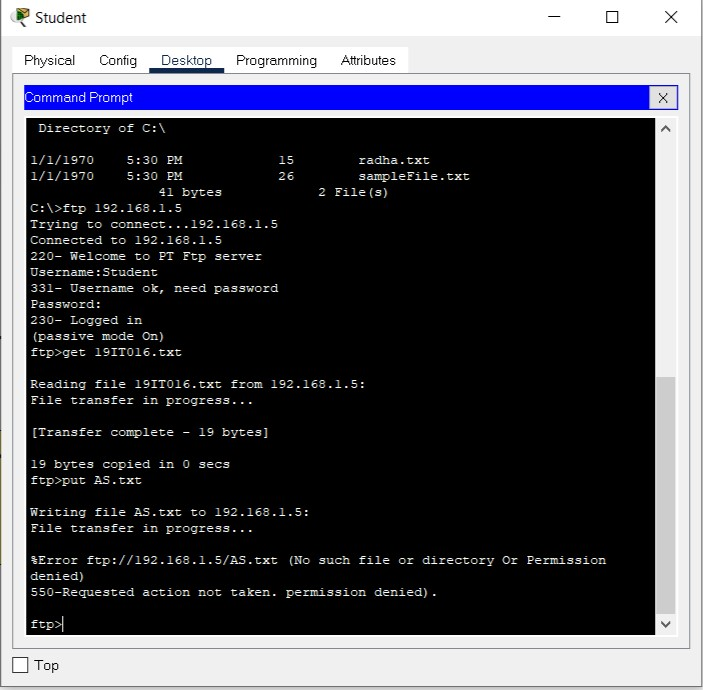 Student
Physical Config Desktop Programming Attributes
Command Prompt X
Directory of C:\
1/1/1970 5:30 PM 15 radha.txt
1/1/1970 5:30 PM 26 sampleFile.txt
41 bytes 2 File(s)
C:\>ftp 192.168.1.5
Trying to connect...192.168.1.5
Connected to 192.168.1.5
220- Welcome to PT Ftp server
Username:Student
331- Username ok, need password
Password:
230- Logged in
(passive mode On)
ftp>get 19IT016.txt
Reading file 19IT016.txt from 192.168.1.5:
File transfer in progress...
[Transfer complete - 19 bytes]
19 bytes copied in 0 secs
ftp>put AS.txt
Writing file AS.txt to 192.168.1.5:
File transfer in progress...
%Error ftp://192.168.1.5/AS.txt (No such file or directory Or Permission
denied)
550-Requested action not taken. permission denied).
ftp>
Top